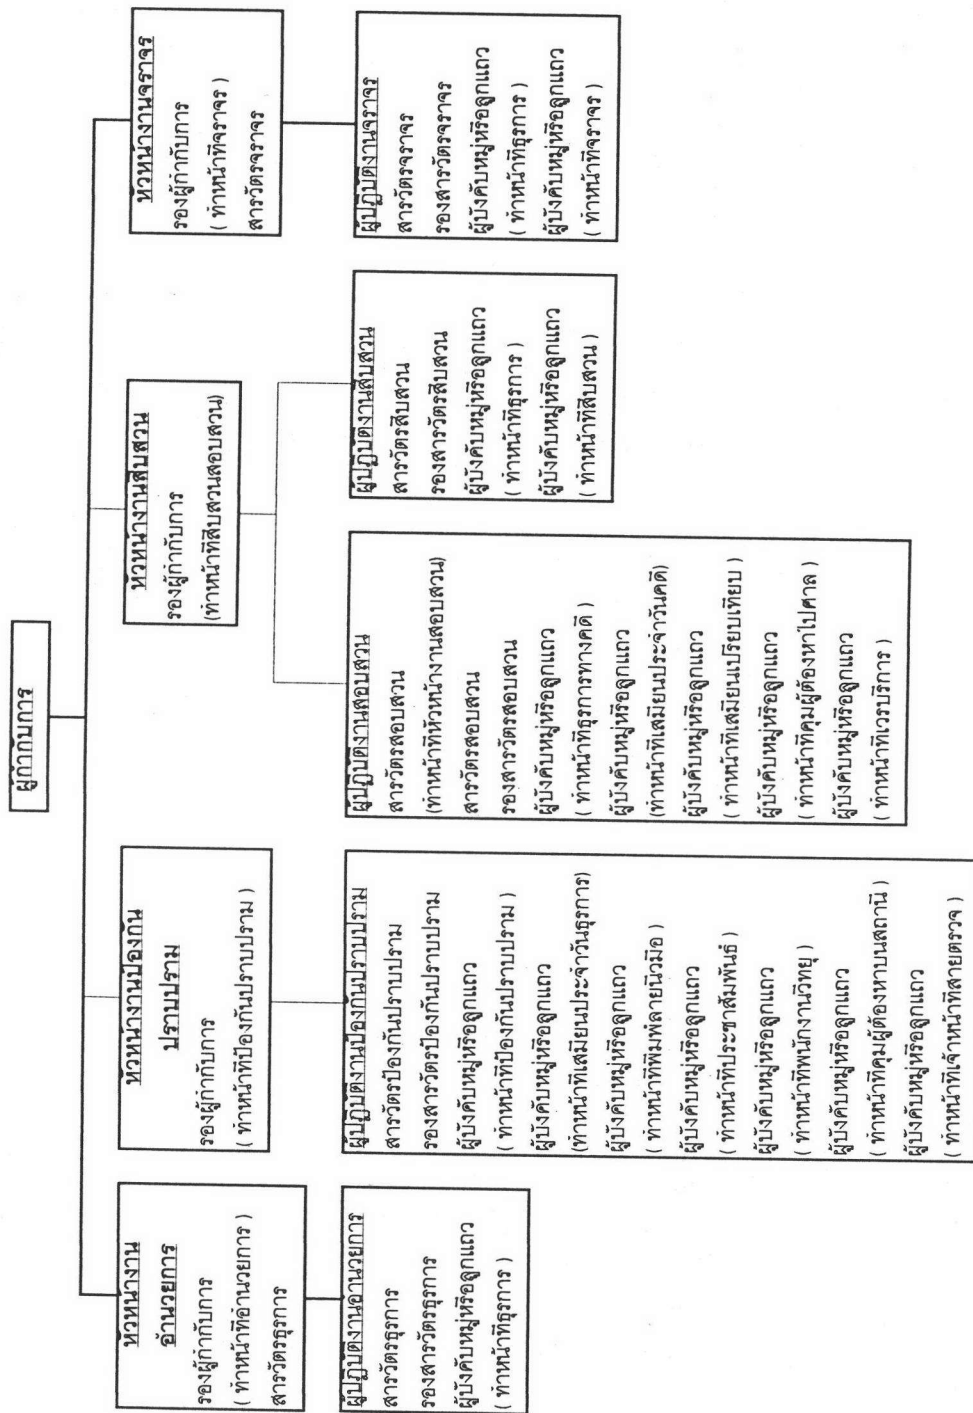 ผู้กำกับการ
หัวหน้างาน
อำนวยการ
รองผู้กำกับการ
( ทำหน้าที่อำนวยการ )
สารวัตรธุรการ
ผู้ปฏิบัติงานอำนวยการ
สารวัตรธุรการ
รองสารวัตรธุรการ
ผู้บังคับหมู่หรือลูกแถว
( ทำหน้าที่ธุรการ )
หัวหน้างานป้องกัน
ปราบปราม
รองผู้กำกับการ
( ทำหน้าที่ป้องกันปราบปราม )
ผู้ปฏิบัติงานป้องกันปราบปราม
สารวัตรป้องกันปราบปราม
รองสารวัตรป้องกันปราบปราม
ผู้บังคับหมู่หรือลูกแถว
( ทำหน้าที่ป้องกันปราบปราม )
ผู้บังคับหมู่หรือลูกแถว
(ทำหน้าที่เสมียนประจำวันธุรการ)
ผู้บังคับหมู่หรือลูกแถว
( ทำหน้าที่พิมพ์ลายนิ้วมือ )
ผู้บังคับหมู่หรือลูกแถว
( ทำหน้าที่ประชาสัมพันธ์ )
ผู้บังคับหมู่หรือลูกแถว
( ทำหน้าที่พนักงานวิทยุ )
ผู้บังคับหมู่หรือลูกแถว
( ทำหน้าที่คุมผู้ต้องหาบนสถานี )
ผู้บังคับหมู่หรือลูกแถว
( ทำหน้าที่เจ้าหน้าที่สายตรวจ )
หัวหน้างานสืบสวน
รองผู้กำกับการ
(ทำหน้าที่สืบสวนสอบสวน)
ผู้ปฏิบัติงานสอบสวน
สารวัตรสอบสวน
(ทำหน้าที่หัวหน้างานสอบสวน)
สารวัตรสอบสวน
รองสารวัตรสอบสวน
ผู้บังคับหมู่หรือลูกแถว
( ทำหน้าที่ธุรการทางคดี )
ผู้บังคับหมู่หรือลูกแถว
(ทำหน้าที่เสมียนประจำวันคดี)
ผู้บังคับหมู่หรือลูกแถว
( ทำหน้าที่เสมียนเปรียบเทียบ )
ผู้บังคับหมู่หรือลูกแถว
( ทำหน้าที่คุมผู้ต้องหาไปศาล )
ผู้บังคับหมู่หรือลูกแถว
( ทำหน้าที่เวรบริการ )
ผู้ปฏิบัติงานสืบสวน
สารวัตรสืบสวน
รองสารวัตรสืบสวน
ผู้บังคับหมู่หรือลูกแถว
( ทำหน้าที่ธุรการ )
ผู้บังคับหมู่หรือลูกแถว
( ทำหน้าที่สืบสวน )
หัวหน้างานจราจร
รองผู้กำกับการ
( ทำหน้าที่จราจร )
สารวัตรจราจร
ผู้ปฏิบัติงานจราจร
สารวัตรจราจร
รองสารวัตรจราจร
ผู้บังคับหมู่หรือลูกแถว
( ทำหน้าที่ธุรการ )
ผู้บังคับหมู่หรือลูกแถว
( ทำหน้าที่จราจร )